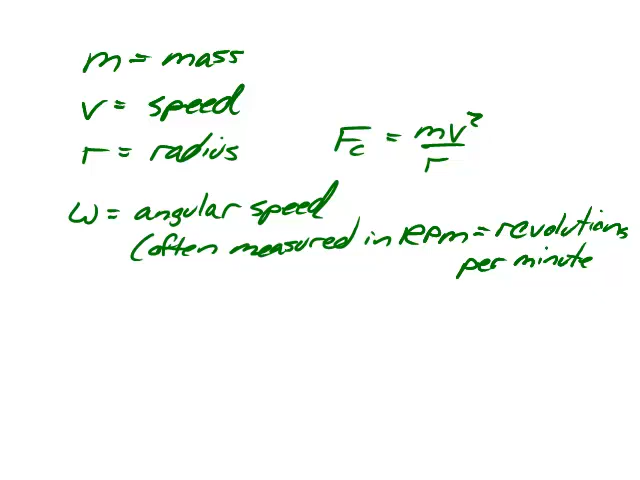 m = mass
v = speed
r = radius
F_c = mv²/r
ω = angular speed
(often measured in RPM = revolutions
per minute